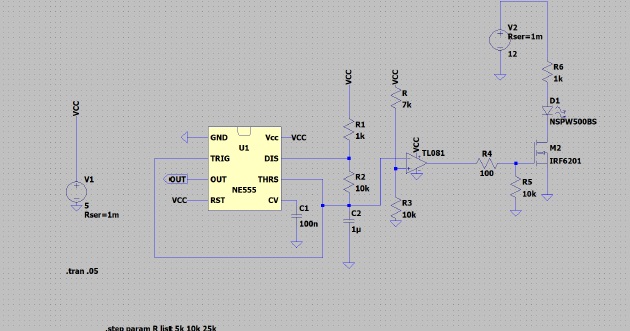 V2
Rser=1m
12
R6
1k
D1
NSPW500BS
M2
IRF6201
VCC
VCC
R
7k
R1
1k
VCC
TL081
R4
100
R5
10k
VCC
V1
5
Rser=1m
GND
Vcc
VCC
U1
TRIG
DIS
OUT
OUT
THRS
NE555
VCC
RST
CV
R2
10k
R3
10k
C1
100n
C2
1µ
.tran .05
.step param R list 5k 10k 25k